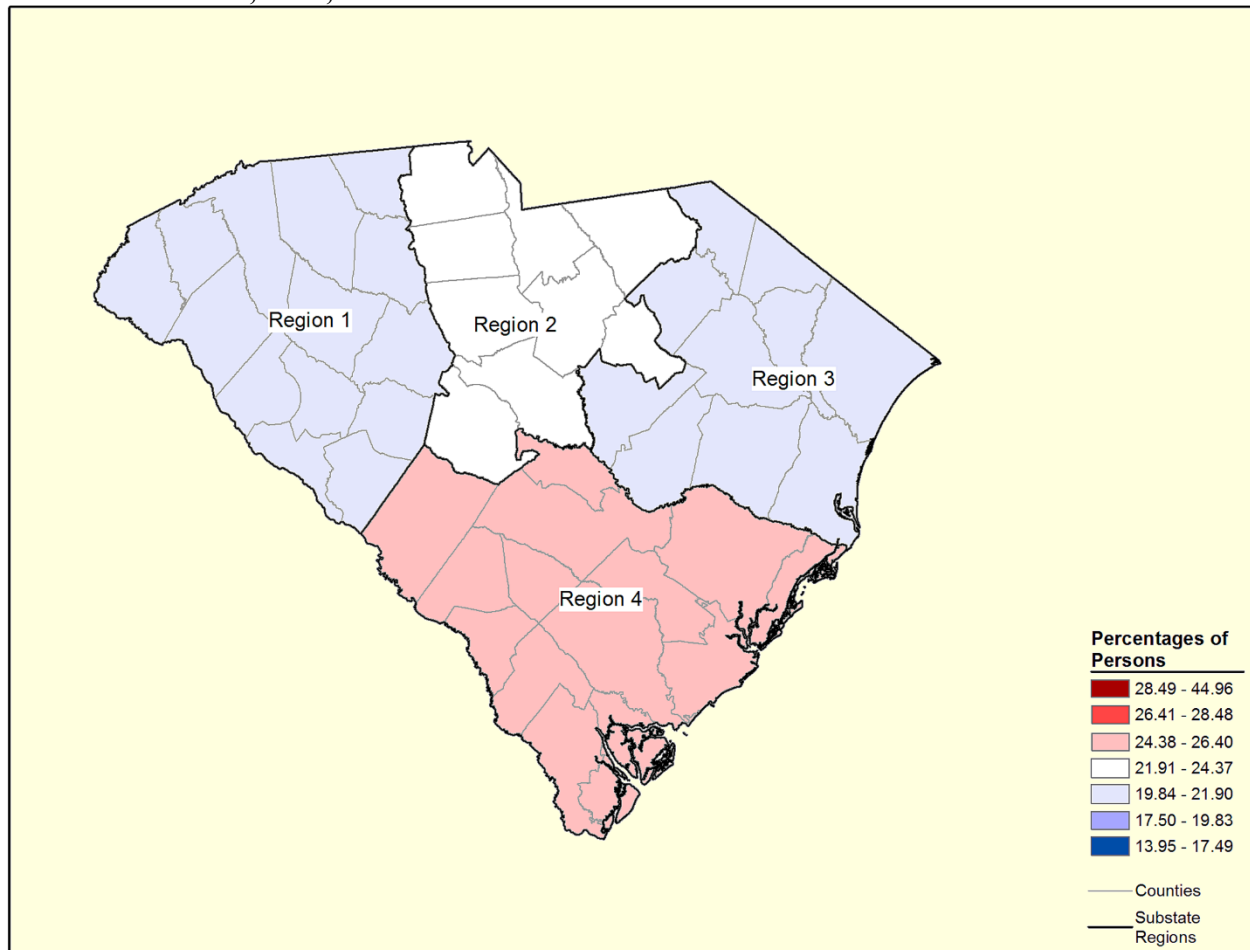 Region 1
Region 2
Region 3
Region 4
Percentages of
Persons
28.49 - 44.96
26.41 - 28.48
24.38 - 26.40
21.91 - 24.37
19.84 - 21.90
17.50 - 19.83
13.95 - 17.49
Counties
Substate
Regions